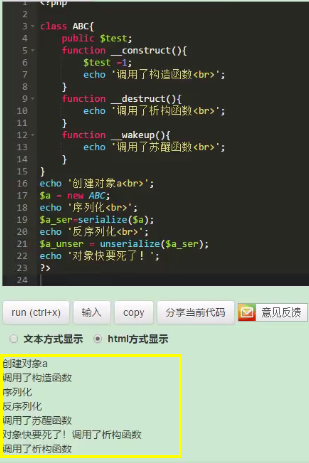 1 <?php
2
3 class ABC{
4 public $test;
5 function __construct(){
6 $test =1;
7 echo '调用了构造函数<br>';
8 }
9 function __destruct(){
10 echo '调用了析构函数<br>';
11 }
12 function __wakeup(){
13 echo '调用了苏醒函数<br>';
14 }
15 }
16 echo '创建对象a<br>';
17 $a = new ABC;
18 echo '序列化<br>';
19 $a_ser=serialize($a);
20 echo '反序列化<br>';
21 $a_unser = unserialize($a_ser);
22 echo '对象快要死了！';
23 ?>
24
run (ctrl+x) 输入 copy 分享当前代码 意见反馈
文本方式显示 html方式显示
创建对象a
调用了构造函数
序列化
反序列化
调用了苏醒函数
对象快要死了！调用了析构函数
调用了析构函数